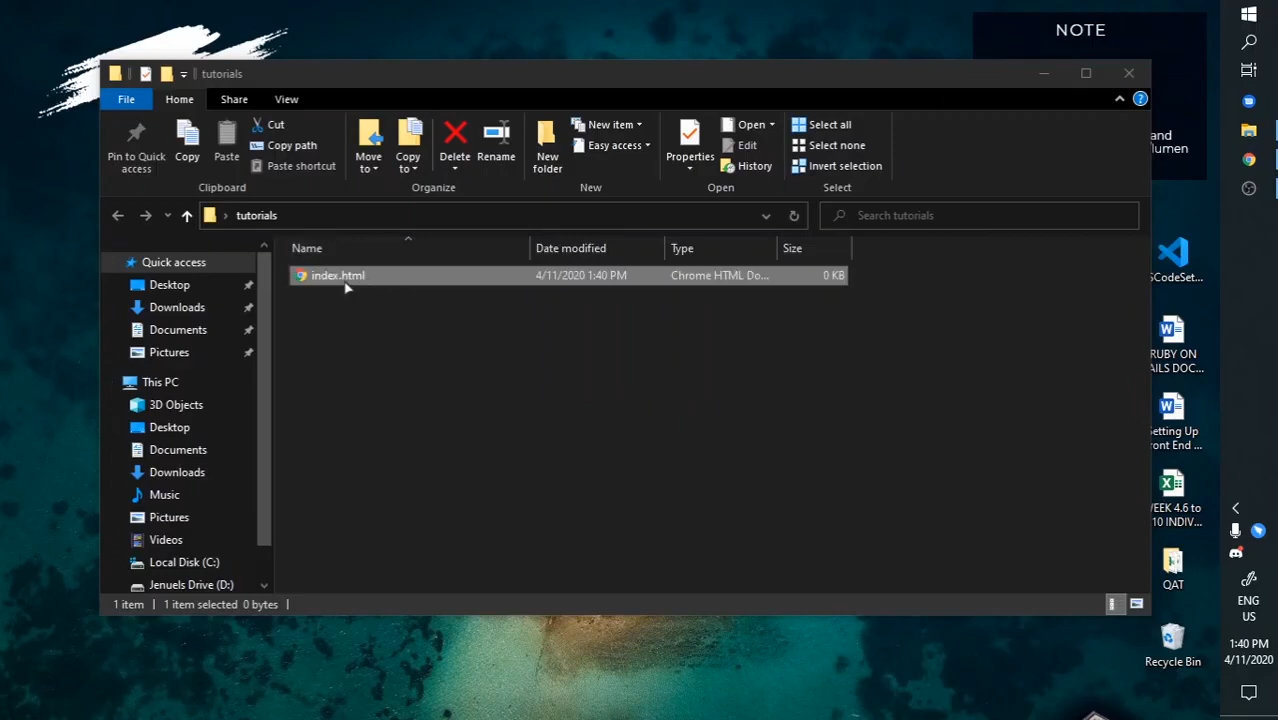 NOTE
and
lumen
tutorials
File
Home
Share
View
Pin to Quick
access
Copy
Paste
Cut
Copy path
Paste shortcut
Clipboard
Move
to
Copy
to
Delete
Rename
Organize
New
folder
New item
Easy access
New
Properties
Open
Edit
History
Open
Select all
Select none
Invert selection
Select
tutorials
Search tutorials
Name
Date modified
Type
Size
index.html
4/11/2020 1:40 PM
Chrome HTML Do...
0 KB
Quick access
Desktop
Downloads
Documents
Pictures
This PC
3D Objects
Desktop
Documents
Downloads
Music
Pictures
Videos
Local Disk (C:)
Jenuels Drive (D:)
1 item
1 item selected 0 bytes
SCodeSet...
RUBY ON
AILS DOC...
Setting Up
ront End ...
WEEK 4.6 to
10 INDIV...
QAT
Recycle Bin
ENG
US
1:40 PM
4/11/2020